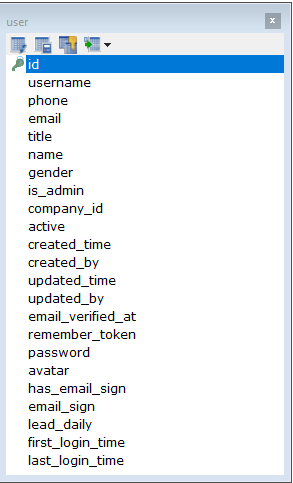 user
id
username
phone
email
title
name
gender
is_admin
company_id
active
created_time
created_by
updated_time
updated_by
email_verified_at
remember_token
password
avatar
has_email_sign
email_sign
lead_daily
first_login_time
last_login_time